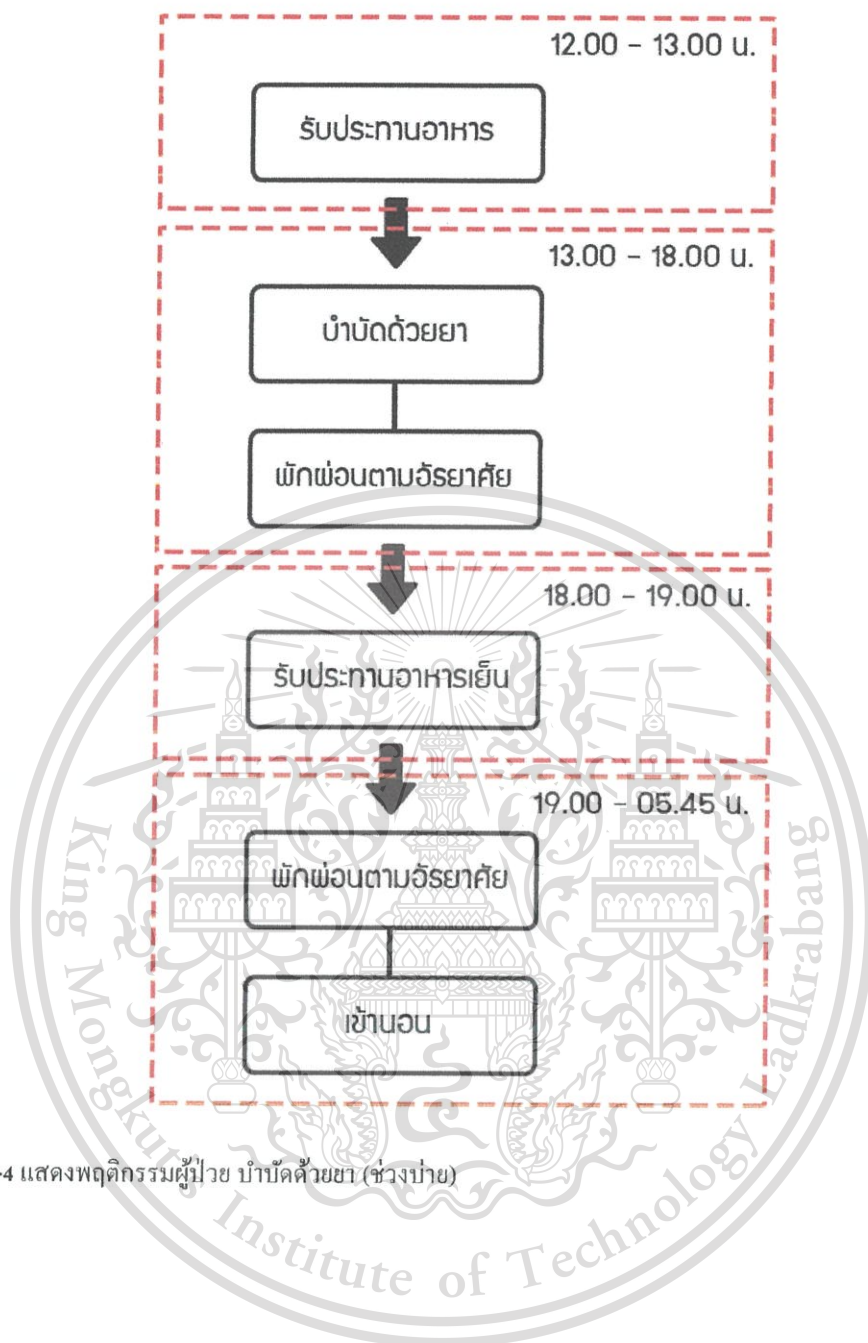 12.00 - 13.00 น.
รับประทานอาหาร
13.00 - 18.00 น.
บำบัดด้วยยา
พักผ่อนตามอัธยาศัย
18.00 - 19.00 น.
รับประทานอาหารเย็น
19.00 - 05.45 น.
พักผ่อนตามอัธยาศัย
เข้านอน
-4 แสดงพฤติกรรมผู้ป่วย บำบัดด้วยยา (ช่วงบ่าย)
King Mongkut's Institute of Technology Ladkrabang